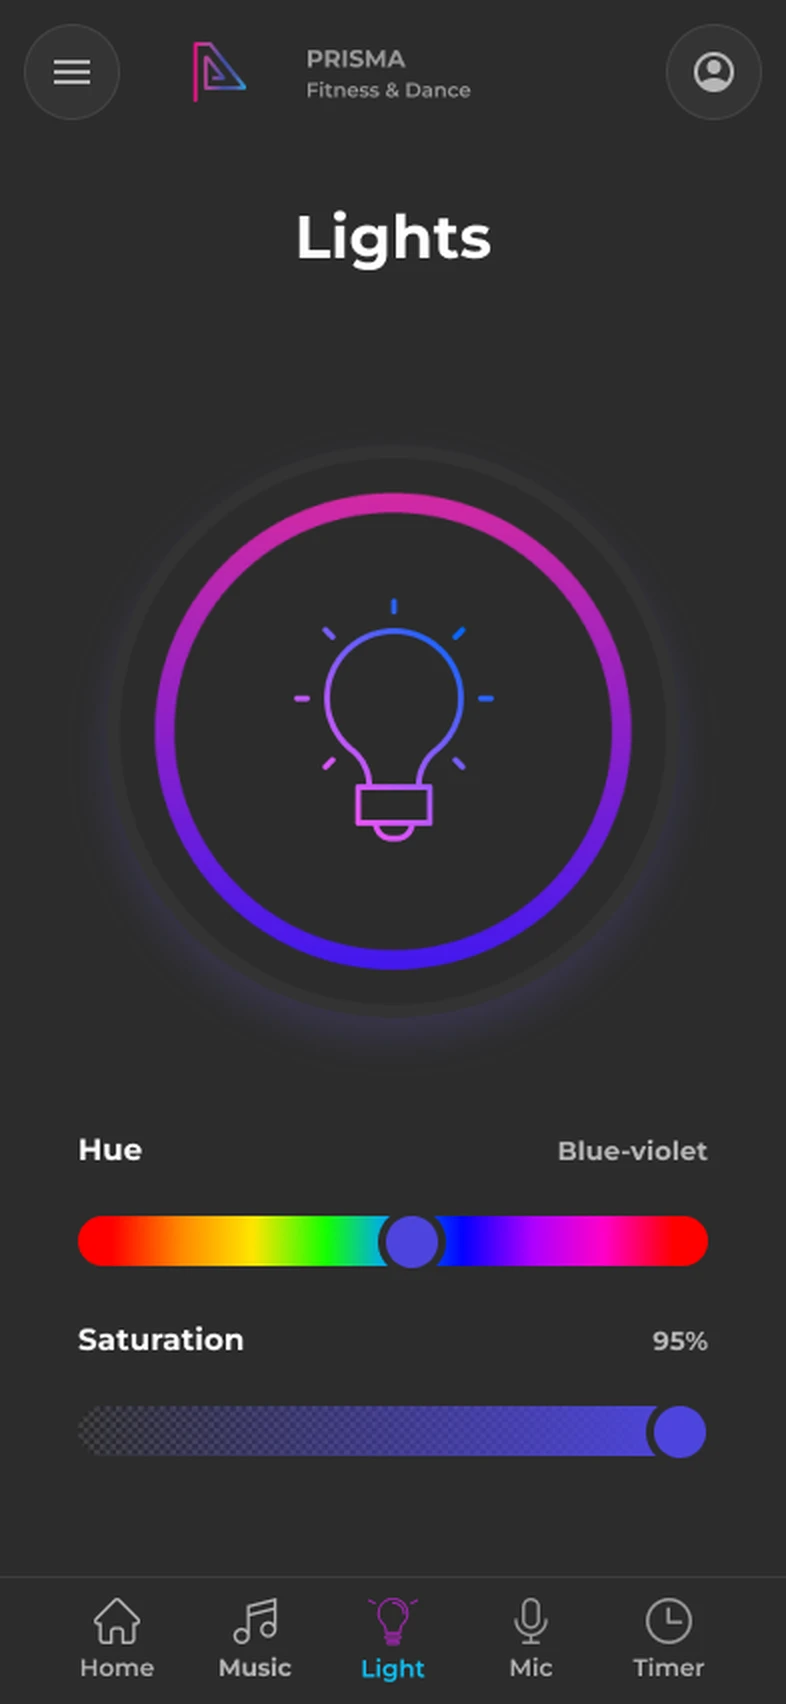 PRISMA
Fitness & Dance
Lights
Hue
Blue-violet
Saturation
95%
Home
Music
Light
Mic
Timer